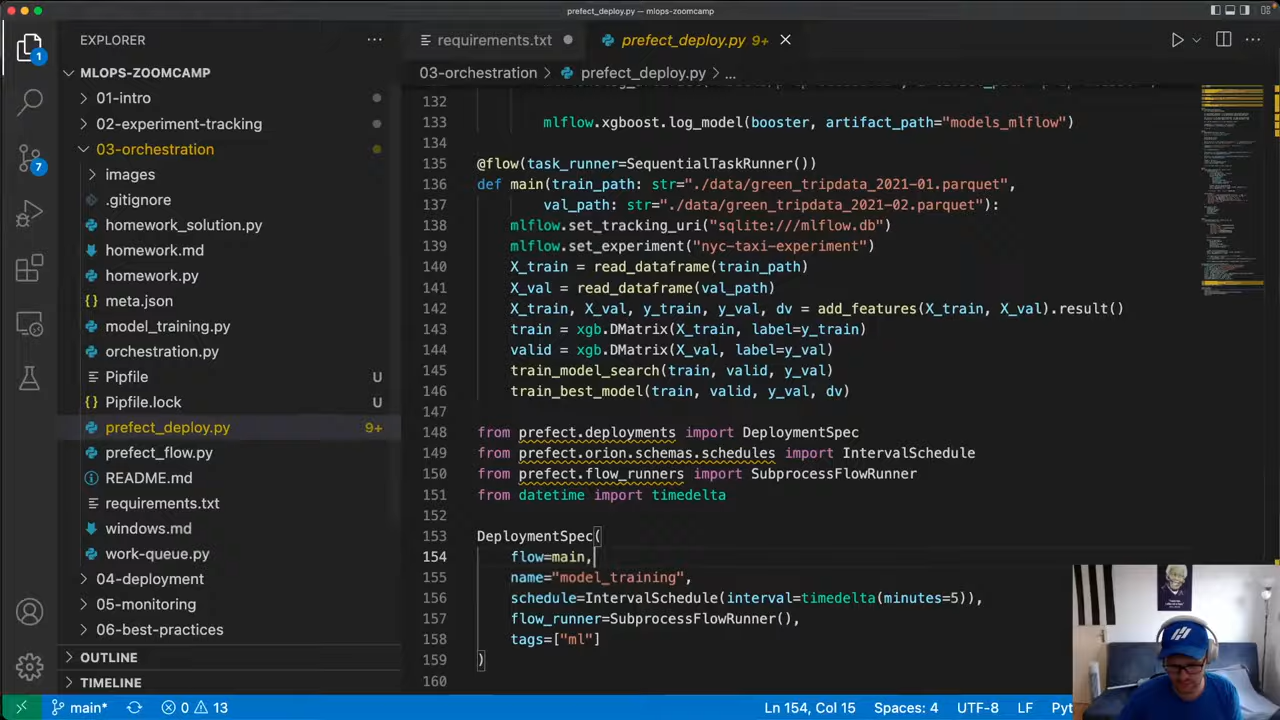 prefect_deploy.py — mlops-zoomcamp
EXPLORER
requirements.txt
prefect_deploy.py 9+
MLOPS-ZOOMCAMP
03-orchestration > prefect_deploy.py > ...
01-intro
02-experiment-tracking
03-orchestration
images
.gitignore
homework_solution.py
homework.md
homework.py
meta.json
model_training.py
orchestration.py
Pipfile U
Pipfile.lock U
prefect_deploy.py 9+
prefect_flow.py
README.md
requirements.txt
windows.md
work-queue.py
04-deployment
05-monitoring
06-best-practices
OUTLINE
TIMELINE
1
7
132
133 mlflow.xgboost.log_model(booster, artifact_path="models_mlflow")
134
135 @flow(task_runner=SequentialTaskRunner())
136 def main(train_path: str="./data/green_tripdata_2021-01.parquet",
137 val_path: str="./data/green_tripdata_2021-02.parquet"):
138 mlflow.set_tracking_uri("sqlite:///mlflow.db")
139 mlflow.set_experiment("nyc-taxi-experiment")
140 X_train = read_dataframe(train_path)
141 X_val = read_dataframe(val_path)
142 X_train, X_val, y_train, y_val, dv = add_features(X_train, X_val).result()
143 train = xgb.DMatrix(X_train, label=y_train)
144 valid = xgb.DMatrix(X_val, label=y_val)
145 train_model_search(train, valid, y_val)
146 train_best_model(train, valid, y_val, dv)
147
148 from prefect.deployments import DeploymentSpec
149 from prefect.orion.schemas.schedules import IntervalSchedule
150 from prefect.flow_runners import SubprocessFlowRunner
151 from datetime import timedelta
152
153 DeploymentSpec(
154 flow=main,
155 name="model_training",
156 schedule=IntervalSchedule(interval=timedelta(minutes=5)),
157 flow_runner=SubprocessFlowRunner(),
158 tags=["ml"]
159 )
160
main* 0 13 Ln 154, Col 15 Spaces: 4 UTF-8 LF